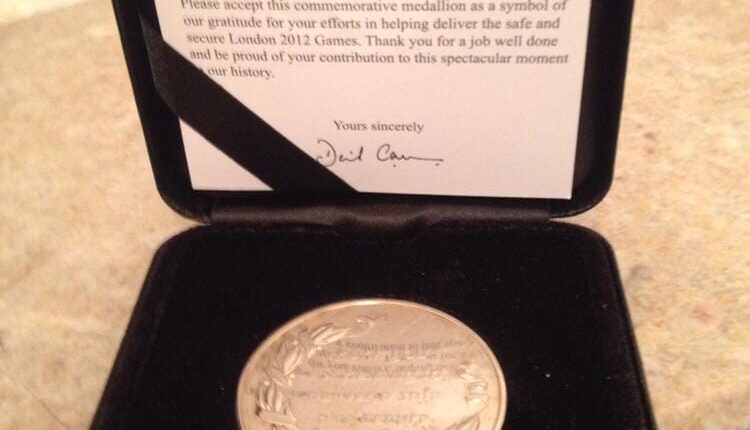 Please accept this commemorative medallion as a symbol of
our gratitude for your efforts in helping deliver the safe and
secure London 2012 Games. Thank you for a job well done
and be proud of your contribution to this spectacular moment
our history.
Yours sincerely